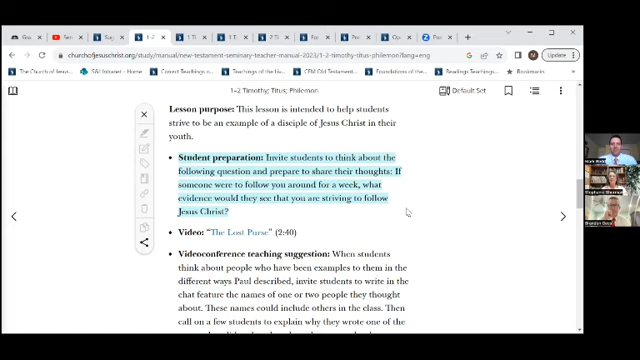 churchofjesuschrist.org/study/manual/new-testament-seminary-teacher-manual-2023/1-2-timothy-titus-philemon?lang=eng
Update
The Church of Jesus...
SAI Intranet - Home
Correct Teachings o...
Teachings of the Li...
CFM Old Testament...
Foundations of the...
Readings Teachings...
Bookmarks
1–2 Timothy; Titus; Philemon
Default Set
Lesson purpose: This lesson is intended to help students
strive to be an example of a disciple of Jesus Christ in their
youth.
• Student preparation: Invite students to think about the
following question and prepare to share their thoughts: If
someone were to follow you around for a week, what
evidence would they see that you are striving to follow
Jesus Christ?
• Video: “The Lost Purse” (2:40)
• Videoconference teaching suggestion: When students
think about people who have been examples to them in the
different ways Paul described, invite students to write in the
chat feature the names of one or two people they thought
about. These names could include others in the class. Then
call on a few students to explain why they wrote one of the